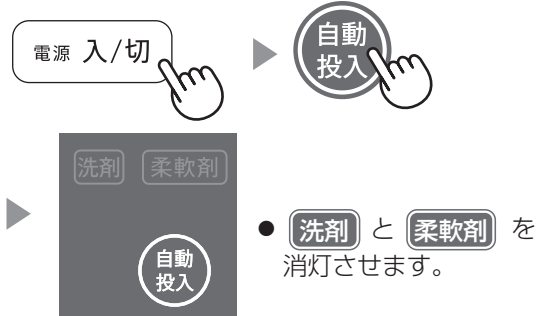 電源 入/切
自動
投入
洗剤 柔軟剤
自動
投入
● 洗剤 と 柔軟剤 を
消灯させます。